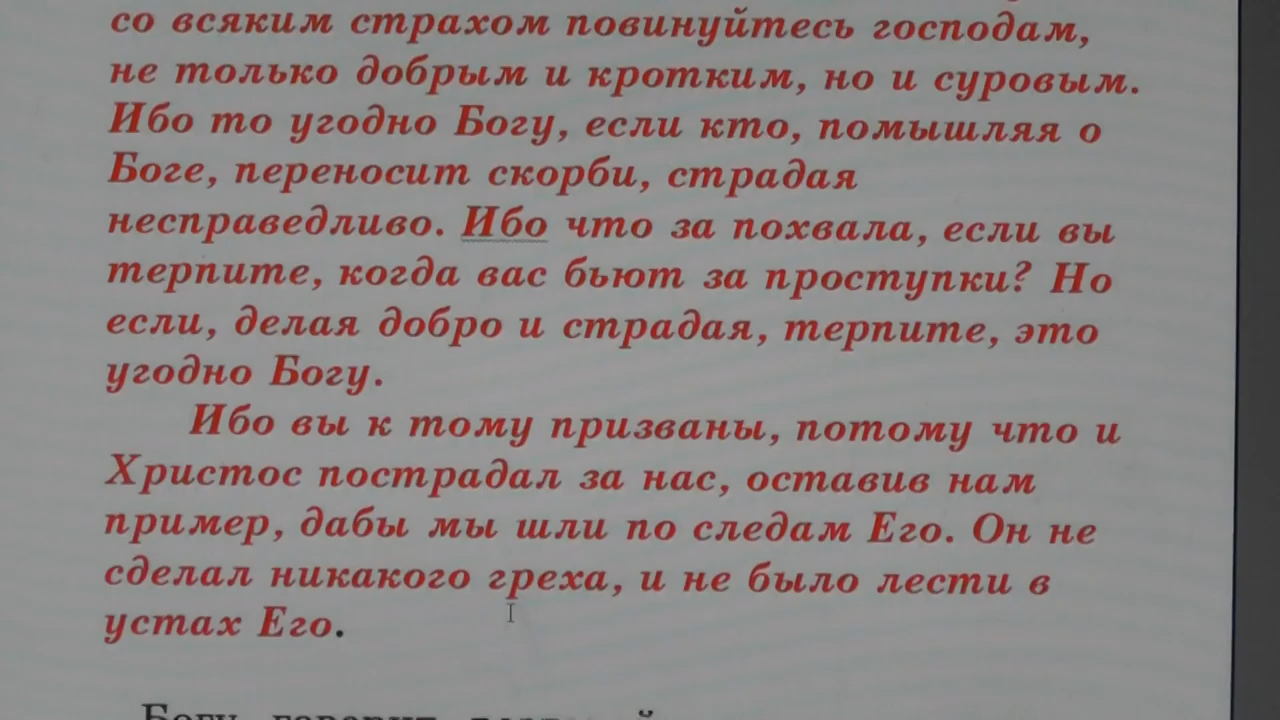 со всяким страхом повинуйтесь господам,
не только добрым и кротким, но и суровым.
Ибо то угодно Богу, если кто, помышляя о
Боге, переносит скорби, страдая
несправедливо. Ибо что за похвала, если вы
терпите, когда вас бьют за проступки? Но
если, делая добро и страдая, терпите, это
угодно Богу.
Ибо вы к тому призваны, потому что и
Христос пострадал за нас, оставив нам
пример, дабы мы шли по следам Его. Он не
сделал никакого греха, и не было лести в
устах Его.
Богу говорит